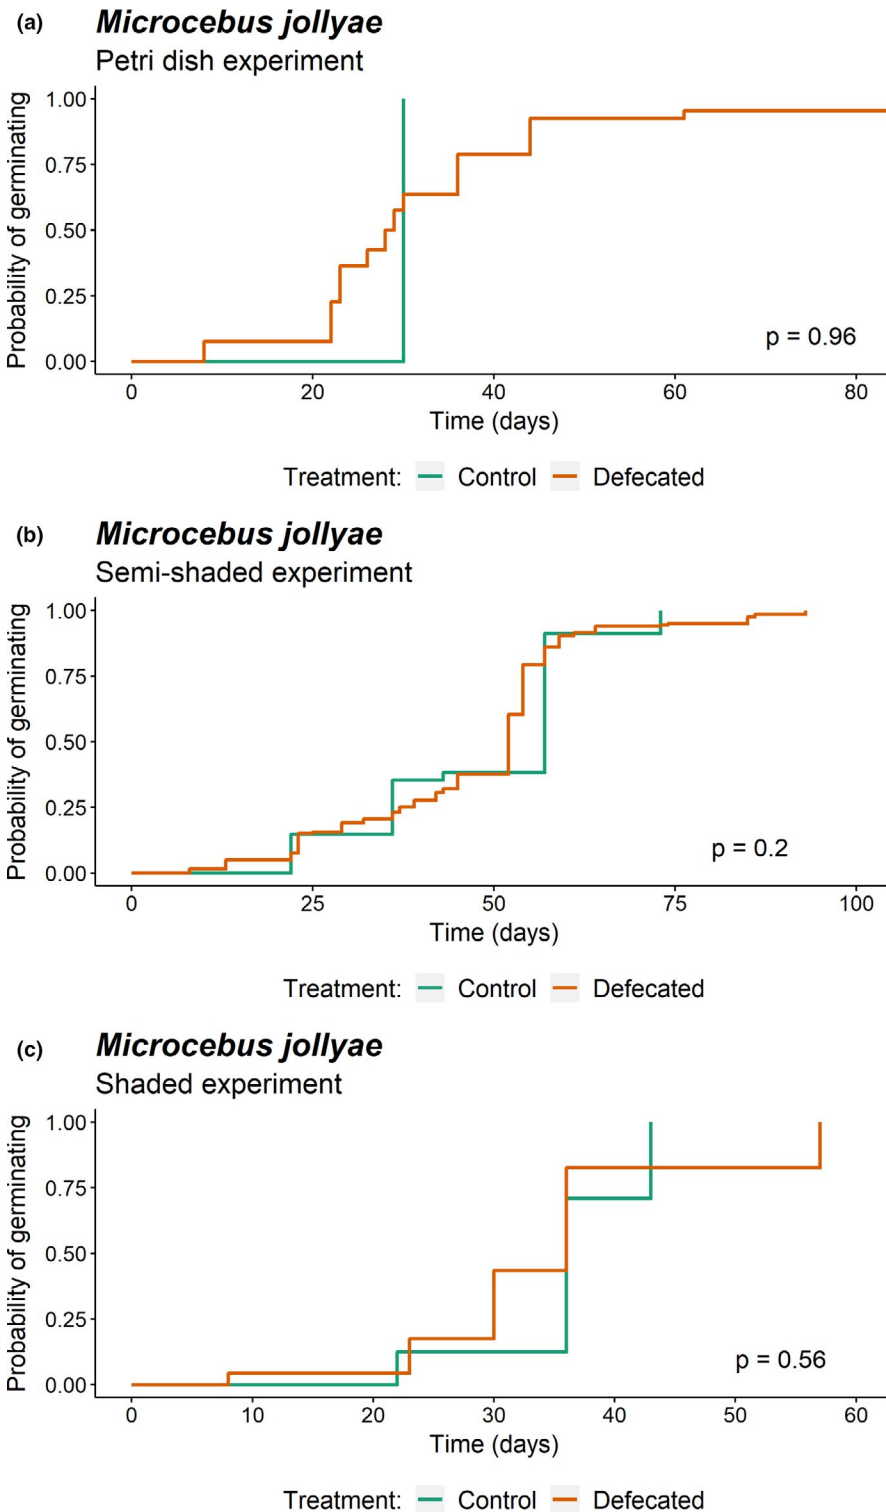 (a)
Microcebus jollyae
Petri dish experiment
Probability of germinating
1.00
0.75
0.50
0.25
0.00
p = 0.96
0 20 40 60 80
Time (days)
Treatment: Control Defecated
(b)
Microcebus jollyae
Semi-shaded experiment
Probability of germinating
1.00
0.75
0.50
0.25
0.00
p = 0.2
0 25 50 75 100
Time (days)
Treatment: Control Defecated
(c)
Microcebus jollyae
Shaded experiment
Probability of germinating
1.00
0.75
0.50
0.25
0.00
p = 0.56
0 10 20 30 40 50 60
Time (days)
Treatment: Control Defecated